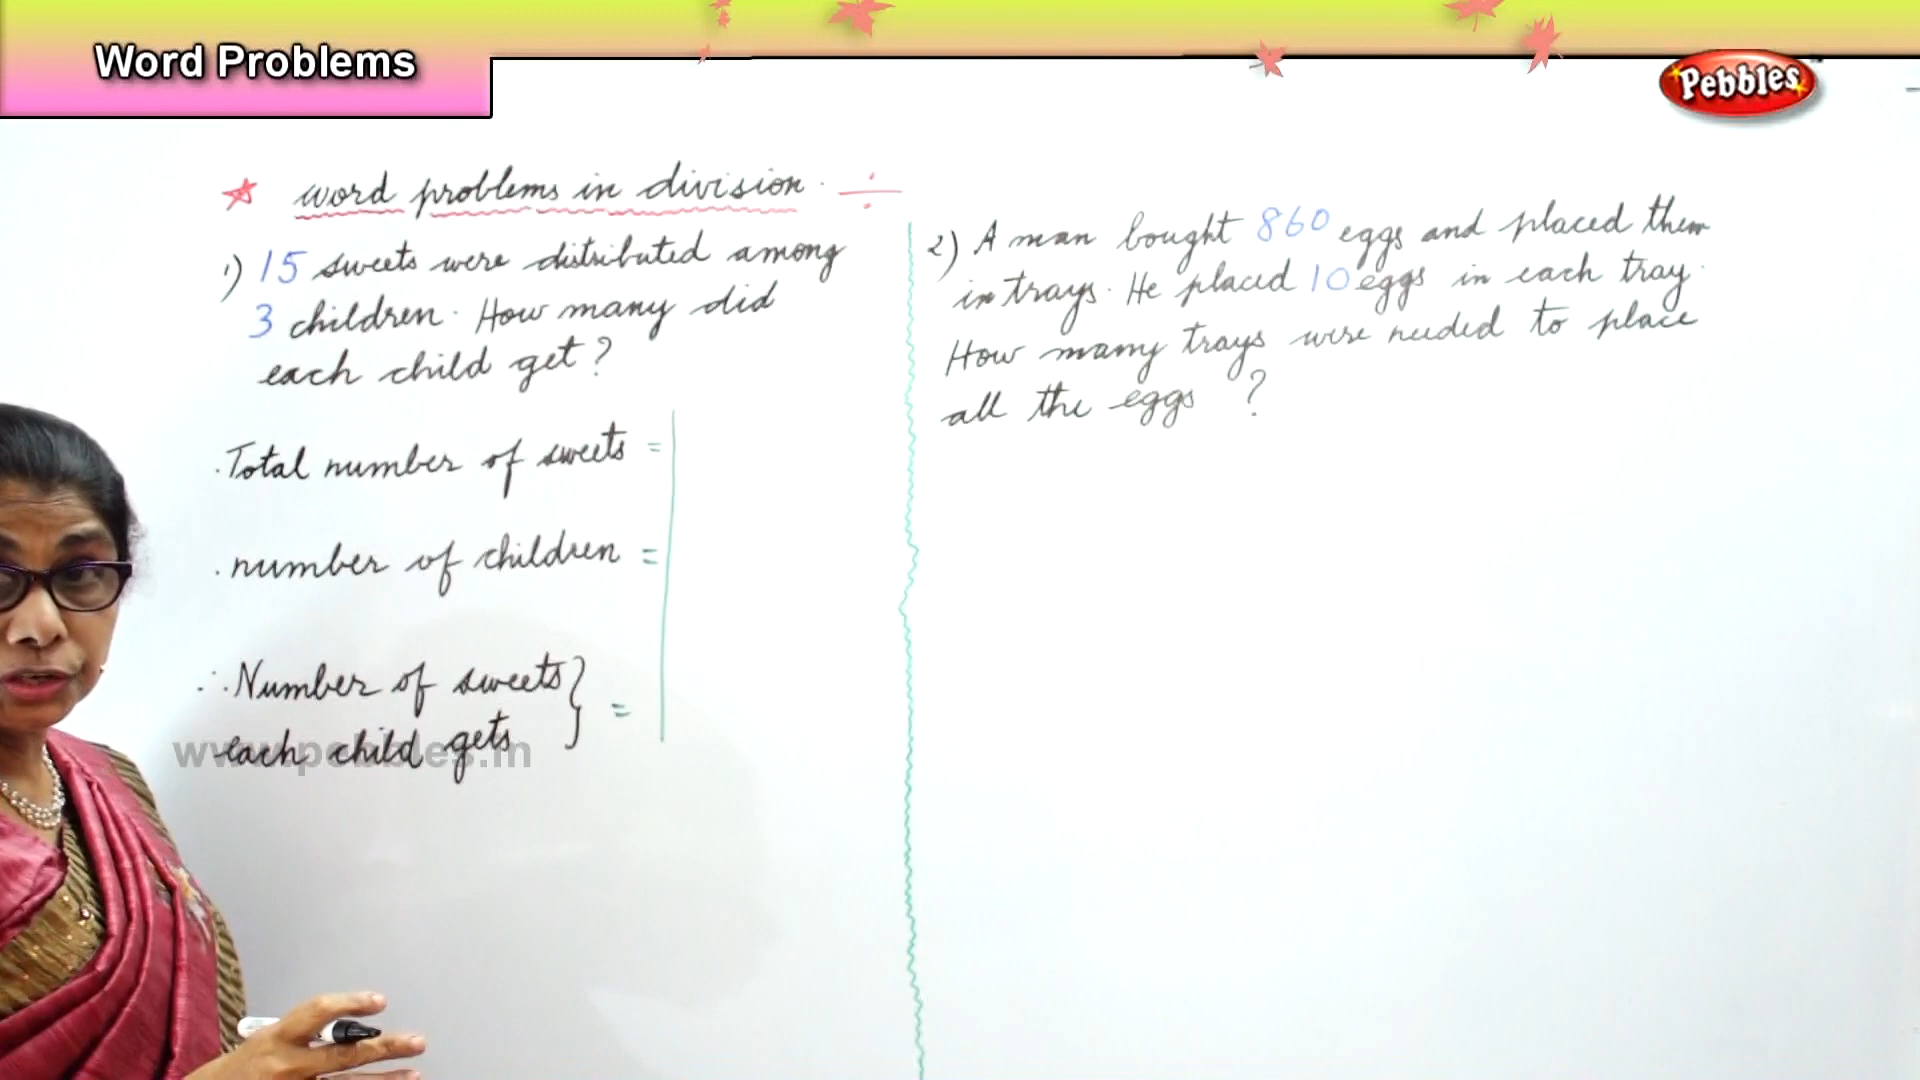 Word Problems
Pebbles
word problems in division. ÷
1) 15 sweets were distributed among
3 children. How many did
each child get?
.Total number of sweets =
.number of children =
∴ Number of sweets }
each child gets =
www.pebbles.in
2) A man bought 860 eggs and placed them
in trays. He placed 10 eggs in each tray.
How many trays were needed to place
all the eggs ?